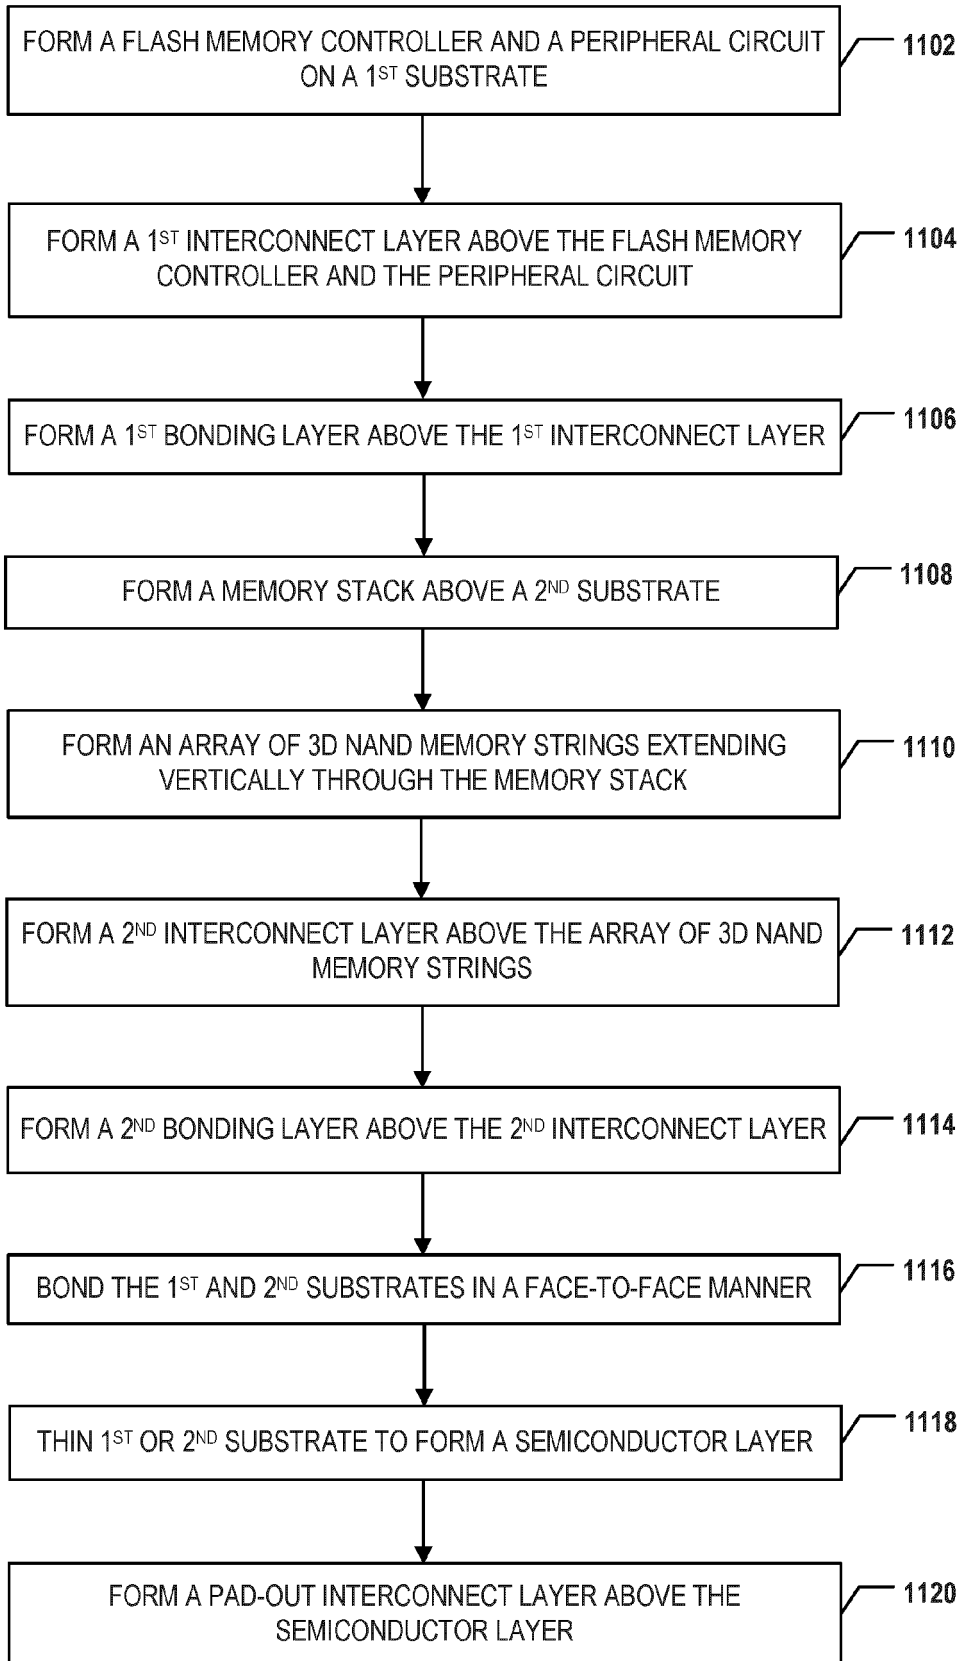 FORM A FLASH MEMORY CONTROLLER AND A PERIPHERAL CIRCUIT
ON A 1ST SUBSTRATE
1102
FORM A 1ST INTERCONNECT LAYER ABOVE THE FLASH MEMORY
CONTROLLER AND THE PERIPHERAL CIRCUIT
1104
FORM A 1ST BONDING LAYER ABOVE THE 1ST INTERCONNECT LAYER
1106
FORM A MEMORY STACK ABOVE A 2ND SUBSTRATE
1108
FORM AN ARRAY OF 3D NAND MEMORY STRINGS EXTENDING
VERTICALLY THROUGH THE MEMORY STACK
1110
FORM A 2ND INTERCONNECT LAYER ABOVE THE ARRAY OF 3D NAND
MEMORY STRINGS
1112
FORM A 2ND BONDING LAYER ABOVE THE 2ND INTERCONNECT LAYER
1114
BOND THE 1ST AND 2ND SUBSTRATES IN A FACE-TO-FACE MANNER
1116
THIN 1ST OR 2ND SUBSTRATE TO FORM A SEMICONDUCTOR LAYER
1118
FORM A PAD-OUT INTERCONNECT LAYER ABOVE THE
SEMICONDUCTOR LAYER
1120